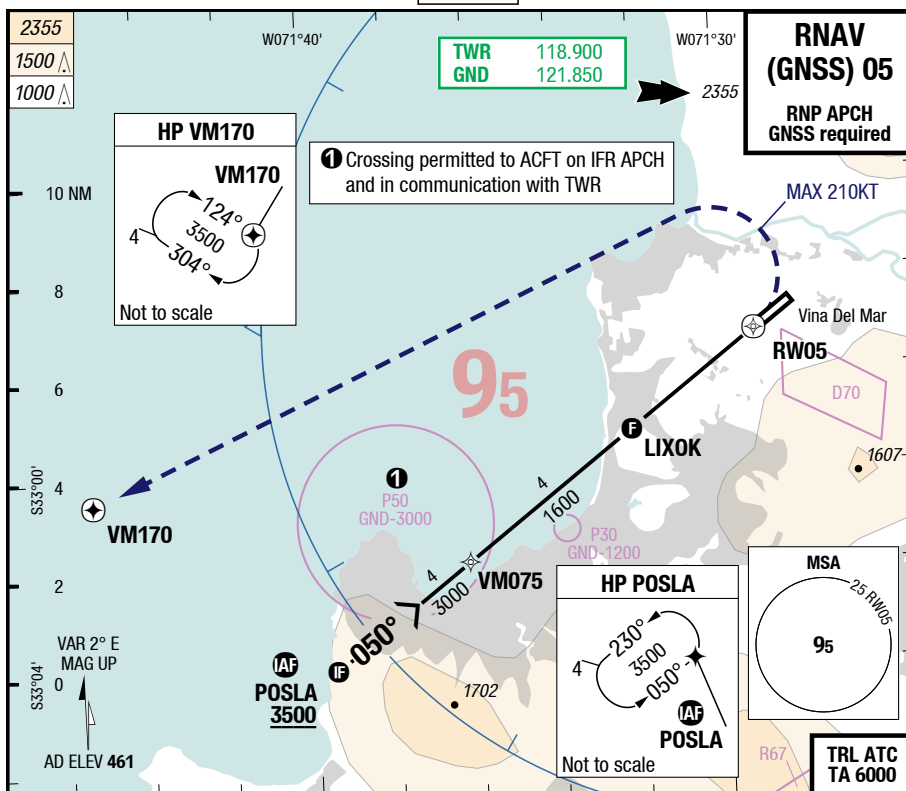 2355
1500
1000
W071°40'
TWR 118.900
GND 121.850
W071°30'
2355
RNAV
(GNSS) 05
RNP APCH
GNSS required
HP VM170
VM170
124°
3500
4
304°
Not to scale
1 Crossing permitted to ACFT on IFR APCH
and in communication with TWR
MAX 210KT
10 NM
8
6
4
2
0
S33°00'
S33°04'
Vina Del Mar
RW05
D70
1607
95
F
LIXOK
4
1600
1
P50
GND-3000
P30
GND-1200
VM170
VM075
4
3000
050°
IF
IAF
POSLA
3500
1702
VAR 2° E
MAG UP
AD ELEV 461
HP POSLA
230°
4
3500
050°
IAF
POSLA
Not to scale
MSA
25 RW05
95
R67
TRL ATC
TA 6000